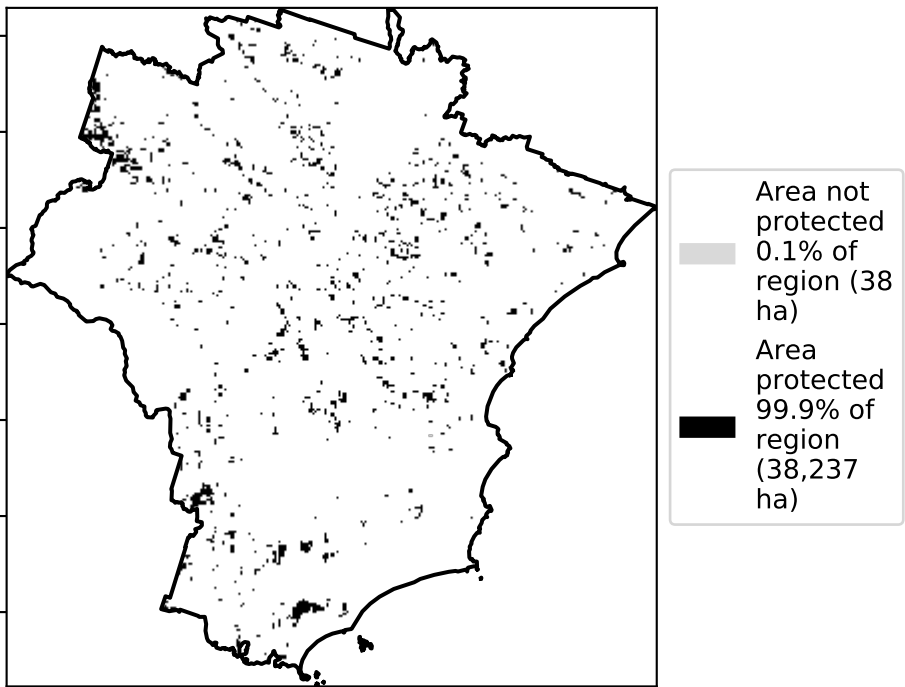 Area not
protected
0.1% of
region (38
ha)
Area
protected
99.9% of
region
(38,237
ha)